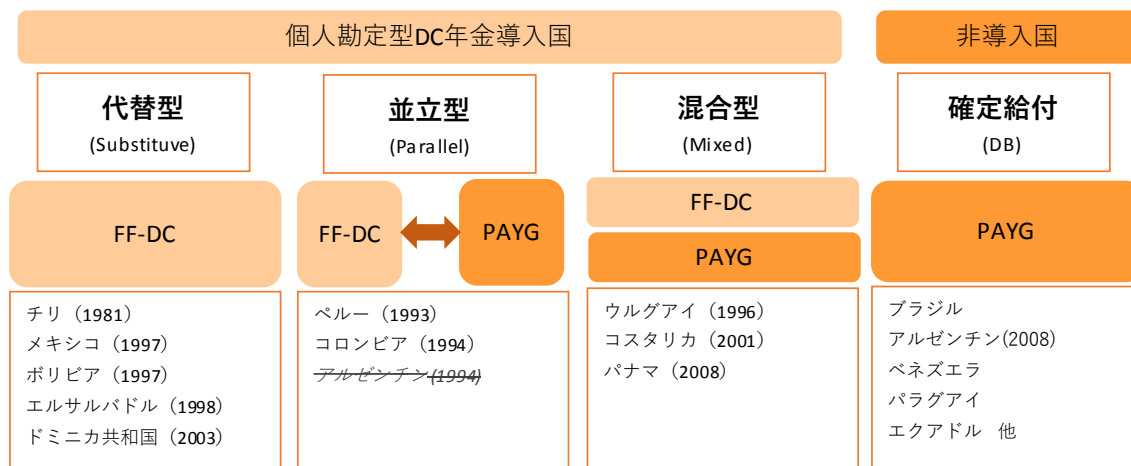 個人勘定型DC年金導入国
非導入国
代替型
(Substituve)
並立型
(Parallel)
混合型
(Mixed)
確定給付
(DB)
FF-DC
FF-DC
PAYG
FF-DC
PAYG
PAYG
チリ（1981）
メキシコ（1997）
ボリビア（1997）
エルサルバドル（1998）
ドミニカ共和国（2003）
ペルー（1993）
コロンビア（1994）
アルゼンチン(1994)
ウルグアイ（1996）
コスタリカ（2001）
パナマ（2008）
ブラジル
アルゼンチン(2008)
ベネズエラ
パラグアイ
エクアドル 他